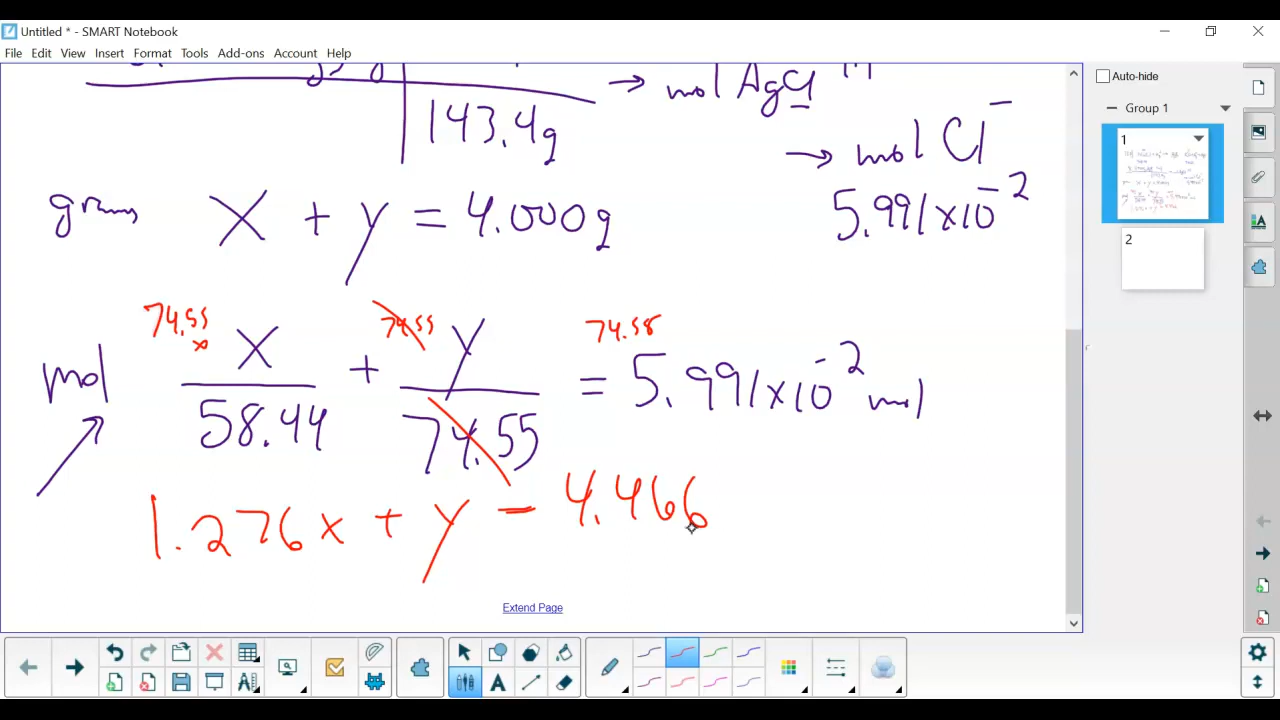 Untitled * - SMART Notebook
File Edit View Insert Format Tools Add-ons Account Help
Auto-hide
Group 1
1
2
→ mol AgCl
143.4g
→ mol Cl⁻
5.991x10⁻²
grams x + y = 4.000g
74.55 74.55 74.55
mol x/58.44 + y/74.55 = 5.991x10⁻² mol
1.276x + y = 4.466
Extend Page
A